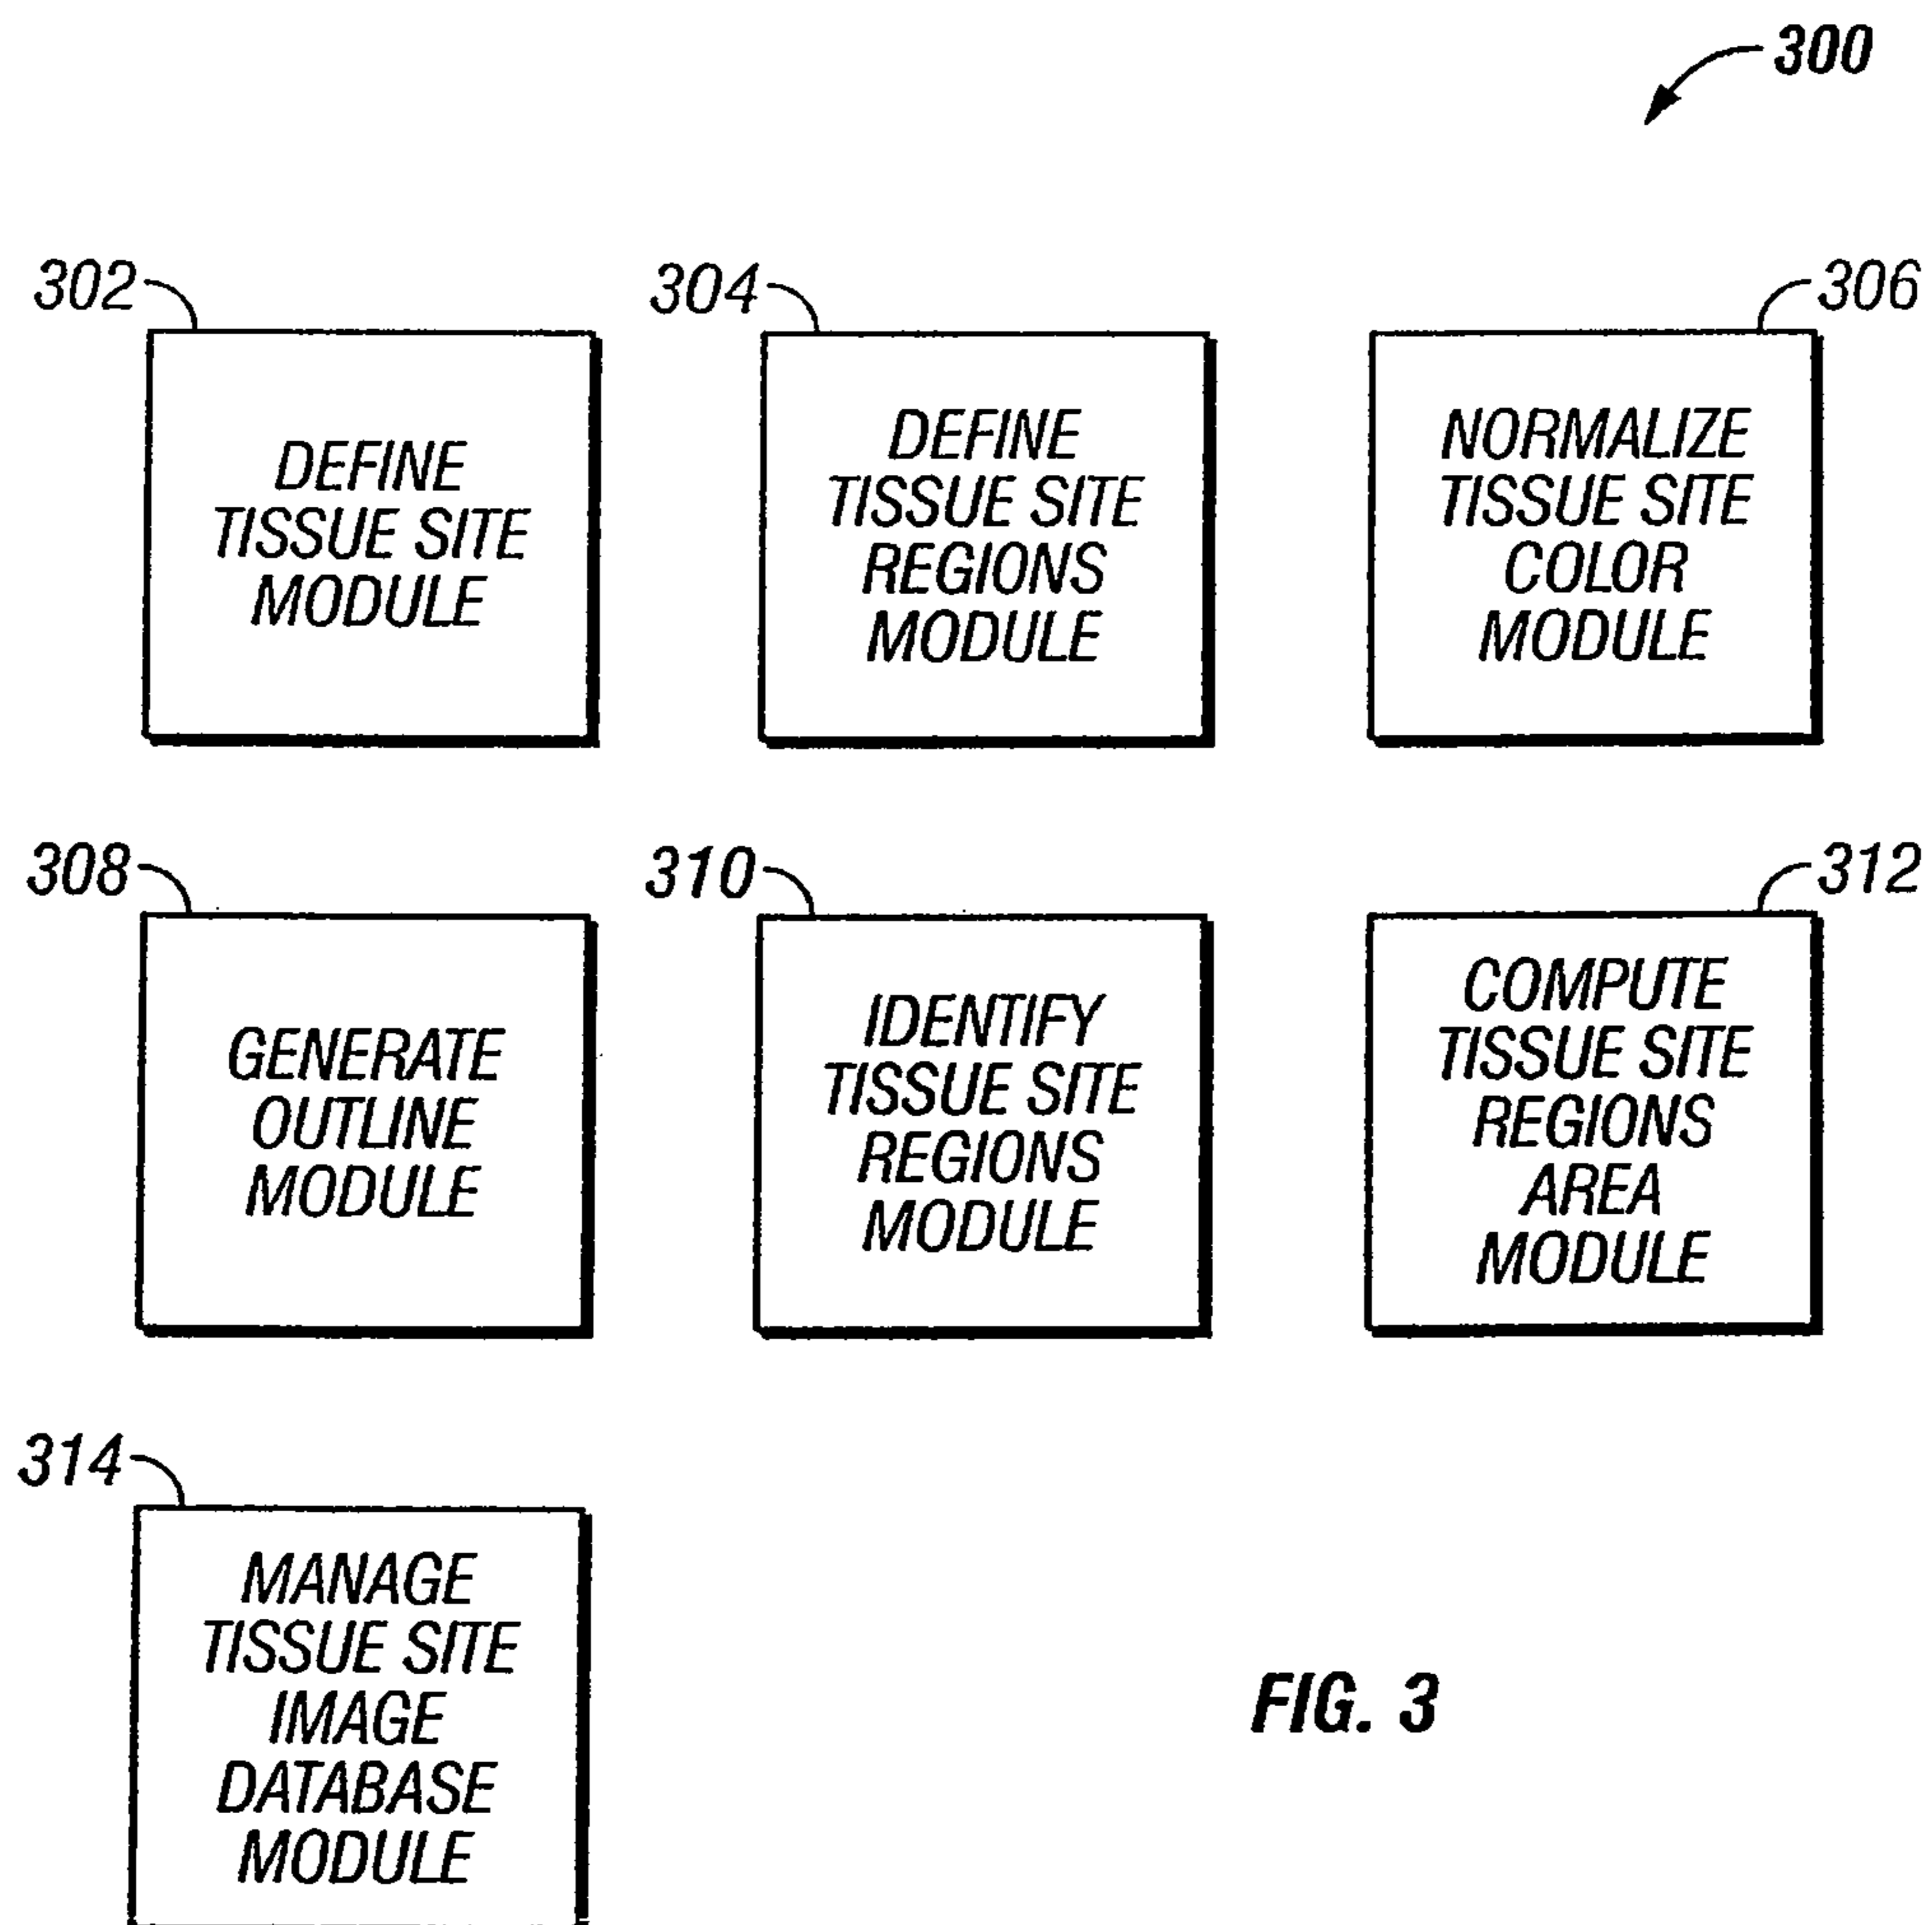 300
302
304
306
DEFINE
TISSUE SITE
MODULE
DEFINE
TISSUE SITE
REGIONS
MODULE
NORMALIZE
TISSUE SITE
COLOR
MODULE
308
310
312
GENERATE
OUTLINE
MODULE
IDENTIFY
TISSUE SITE
REGIONS
MODULE
COMPUTE
TISSUE SITE
REGIONS
AREA
MODULE
314
MANAGE
TISSUE SITE
IMAGE
DATABASE
MODULE
FIG. 3